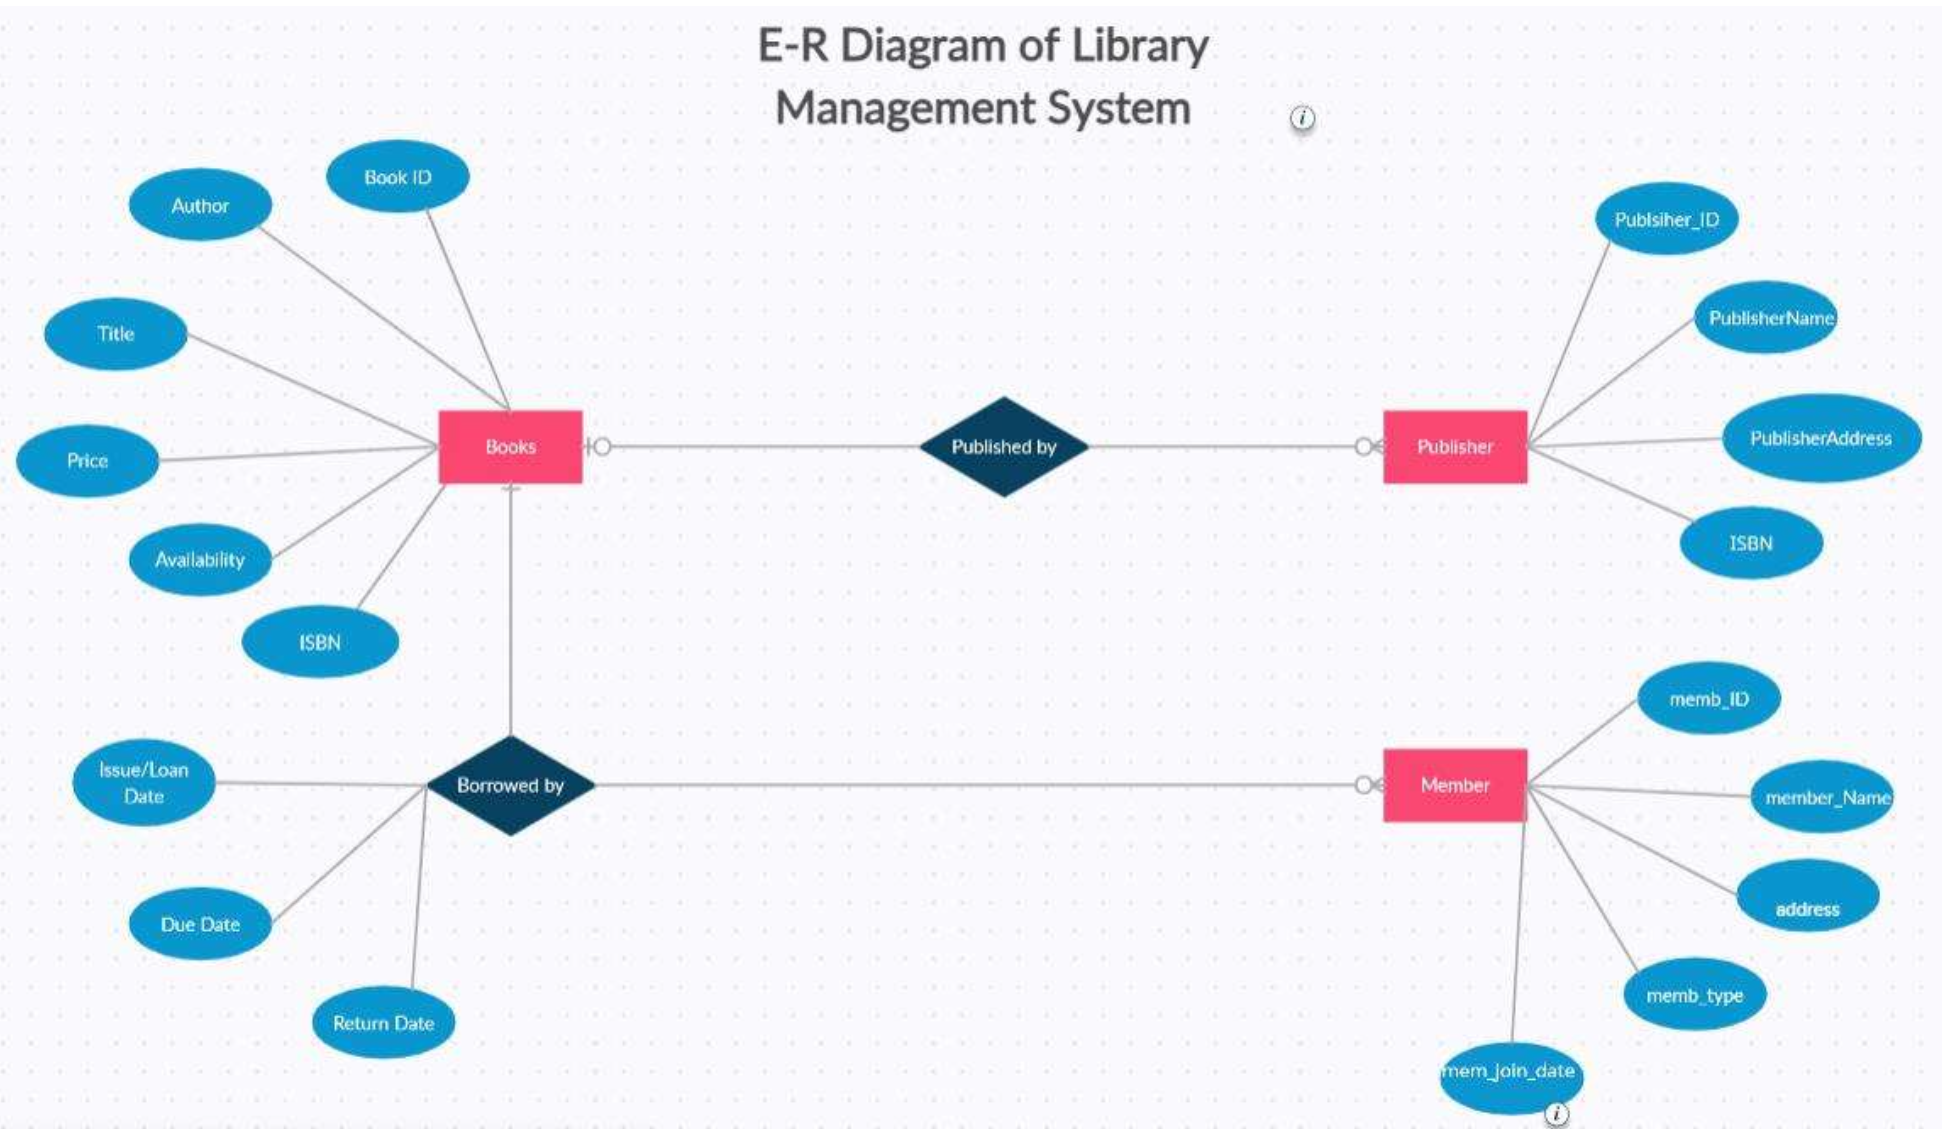 E-R Diagram of Library
Management System
i
Book ID
Author
Publsiher_ID
Title
PublisherName
Books
Published by
Publisher
PublisherAddress
Price
Availability
ISBN
ISBN
memb_ID
Issue/Loan
Date
Borrowed by
Member
member_Name
Due Date
address
Return Date
memb_type
mem_join_date
i